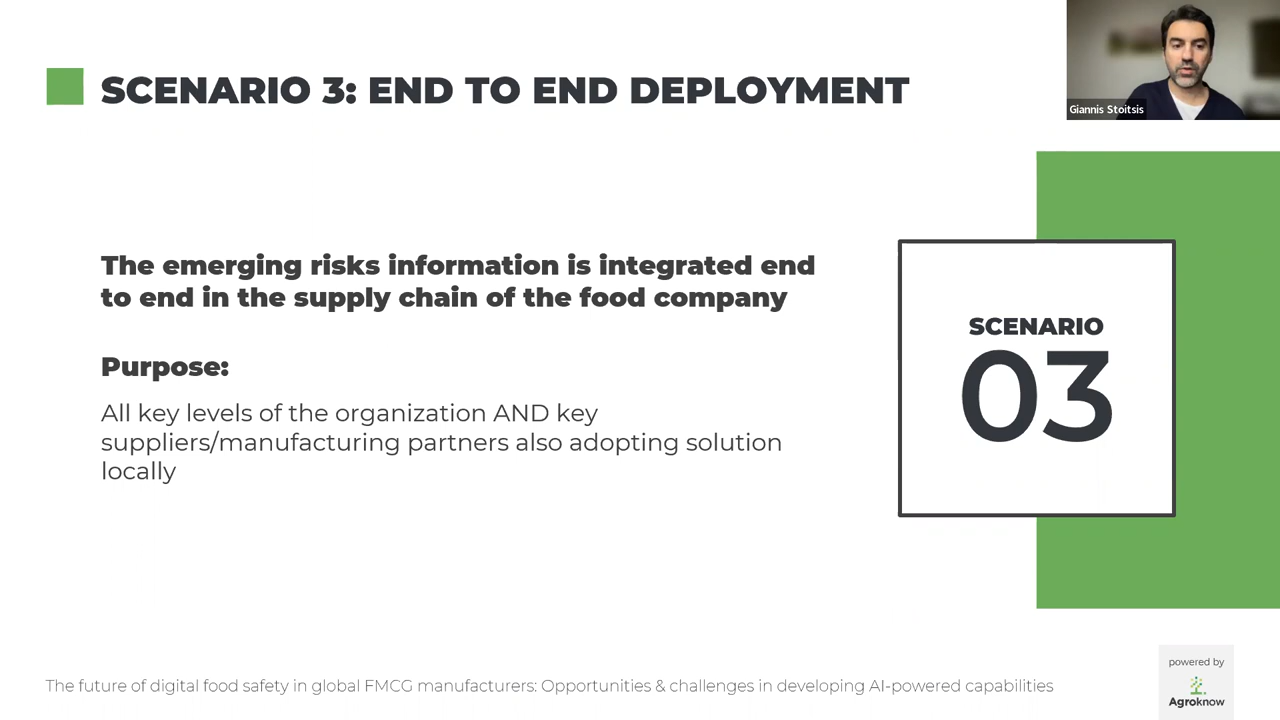 SCENARIO 3: END TO END DEPLOYMENT
Giannis Stoitsis
The emerging risks information is integrated end
to end in the supply chain of the food company
Purpose:
All key levels of the organization AND key
suppliers/manufacturing partners also adopting solution
locally
SCENARIO
03
The future of digital food safety in global FMCG manufacturers: Opportunities & challenges in developing AI-powered capabilities
powered by
Agroknow